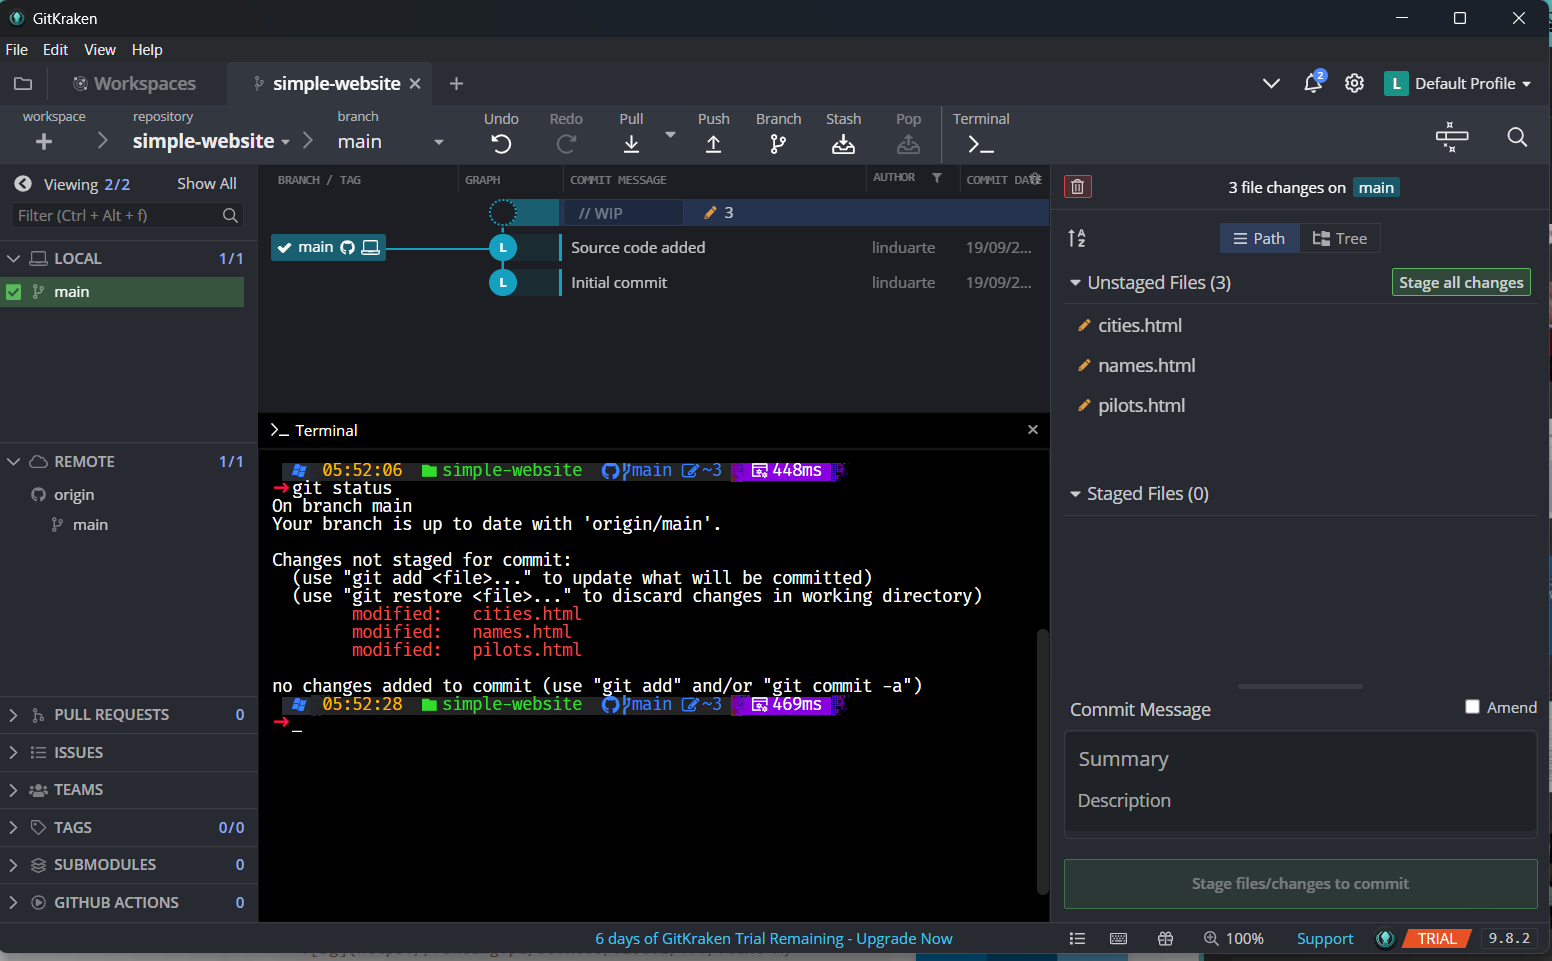 GitKraken
File Edit View Help
Workspaces
simple-website
2
L Default Profile
workspace
repository
simple-website
branch
main
Undo
Redo
Pull
Push
Branch
Stash
Pop
Terminal
Viewing 2/2 Show All
Filter (Ctrl + Alt + f)
LOCAL 1/1
main
REMOTE 1/1
origin
main
PULL REQUESTS 0
ISSUES
TEAMS
TAGS 0/0
SUBMODULES 0
GITHUB ACTIONS 0
BRANCH / TAG GRAPH COMMIT MESSAGE AUTHOR COMMIT DATE
// WIP 3
main L Source code added linduarte 19/09/2...
L Initial commit linduarte 19/09/2...
Terminal
05:52:06 simple-website main ~3 448ms
git status
On branch main
Your branch is up to date with 'origin/main'.
Changes not staged for commit:
(use "git add <file>..." to update what will be committed)
(use "git restore <file>..." to discard changes in working directory)
modified: cities.html
modified: names.html
modified: pilots.html
no changes added to commit (use "git add" and/or "git commit -a")
05:52:28 simple-website main ~3 469ms
3 file changes on main
Path Tree
Unstaged Files (3) Stage all changes
cities.html
names.html
pilots.html
Staged Files (0)
Commit Message Amend
Summary
Description
Stage files/changes to commit
6 days of GitKraken Trial Remaining - Upgrade Now
100% Support TRIAL 9.8.2